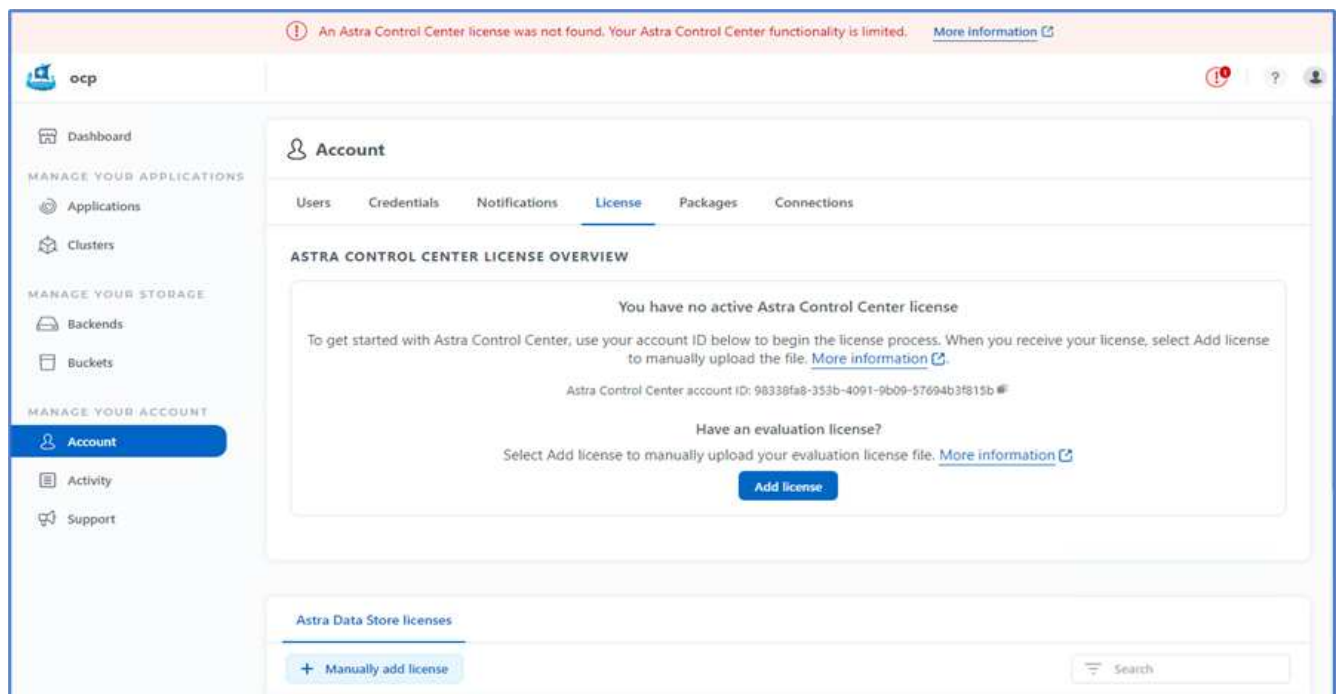 An Astra Control Center license was not found. Your Astra Control Center functionality is limited. More information
ocp
1
?
Dashboard
MANAGE YOUR APPLICATIONS
Applications
Clusters
MANAGE YOUR STORAGE
Backends
Buckets
MANAGE YOUR ACCOUNT
Account
Activity
Support
Account
Users Credentials Notifications License Packages Connections
ASTRA CONTROL CENTER LICENSE OVERVIEW
You have no active Astra Control Center license
To get started with Astra Control Center, use your account ID below to begin the license process. When you receive your license, select Add license
to manually upload the file. More information.
Astra Control Center account ID: 98338fa8-353b-4091-9b09-57694b3f815b
Have an evaluation license?
Select Add license to manually upload your evaluation license file. More information
Add license
Astra Data Store licenses
+ Manually add license
Search